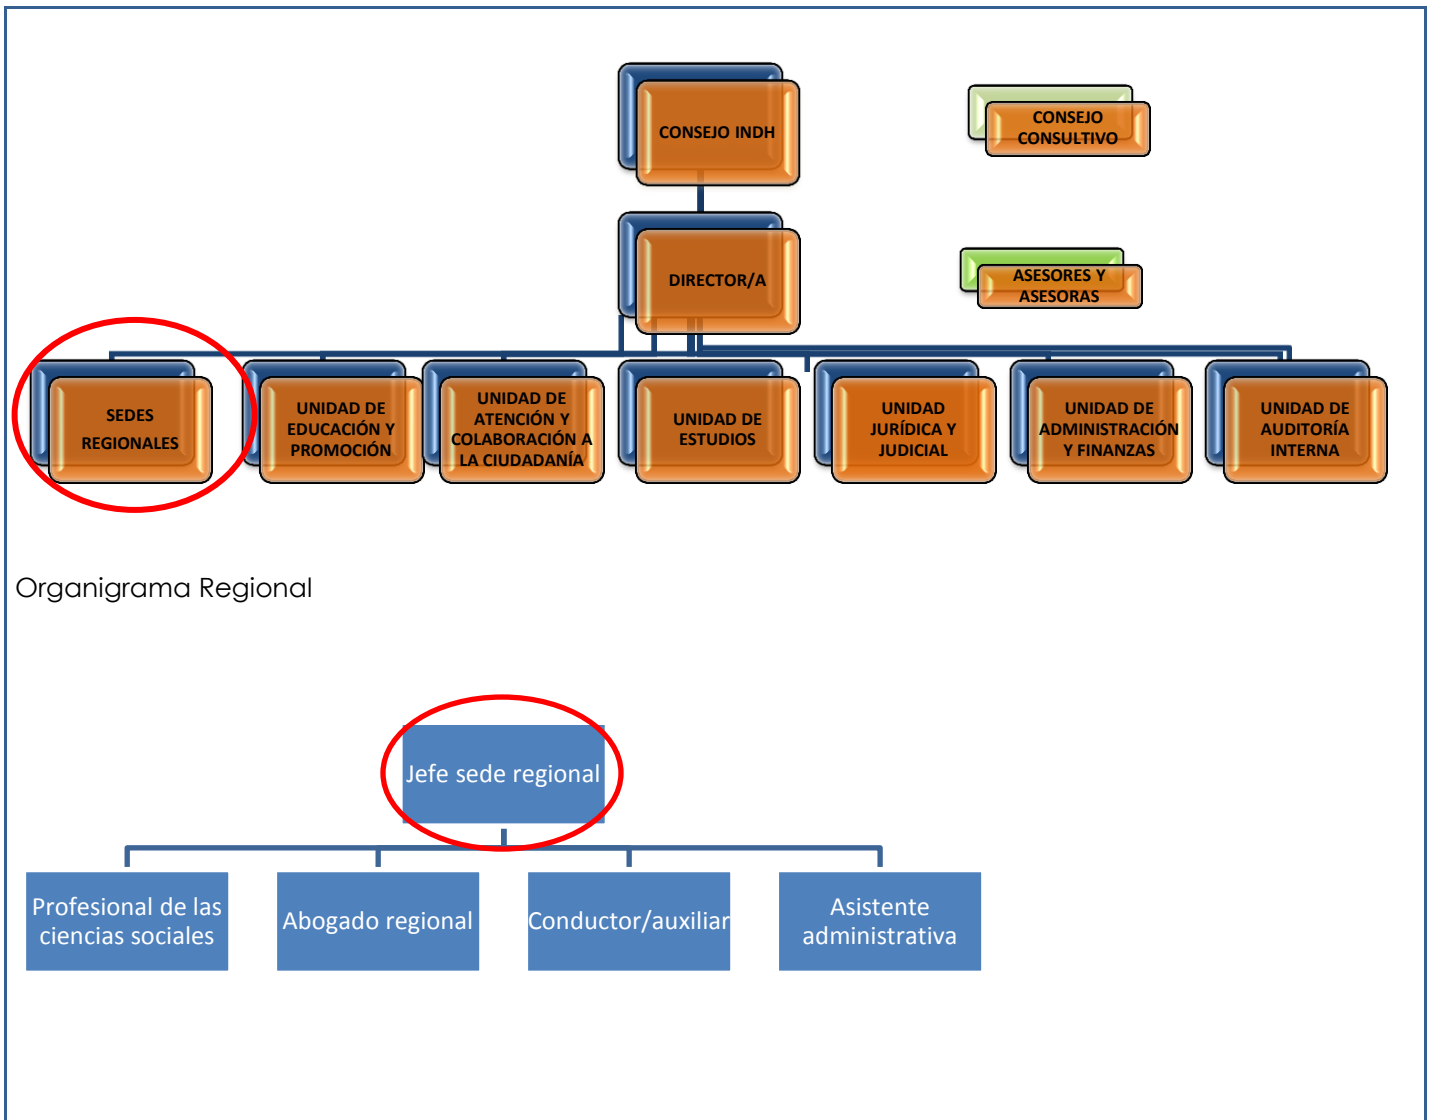 CONSEJO INDH
CONSEJO
CONSULTIVO
DIRECTOR/A
ASESORES Y
ASESORAS
SEDES
REGIONALES
UNIDAD DE
EDUCACIÓN Y
PROMOCIÓN
UNIDAD DE
ATENCIÓN Y
COLABORACIÓN A
LA CIUDADANÍA
UNIDAD DE
ESTUDIOS
UNIDAD
JURÍDICA Y
JUDICIAL
UNIDAD DE
ADMINISTRACIÓN
Y FINANZAS
UNIDAD DE
AUDITORÍA
INTERNA
Organigrama Regional
Jefe sede regional
Profesional de las
ciencias sociales
Abogado regional
Conductor/auxiliar
Asistente
administrativa